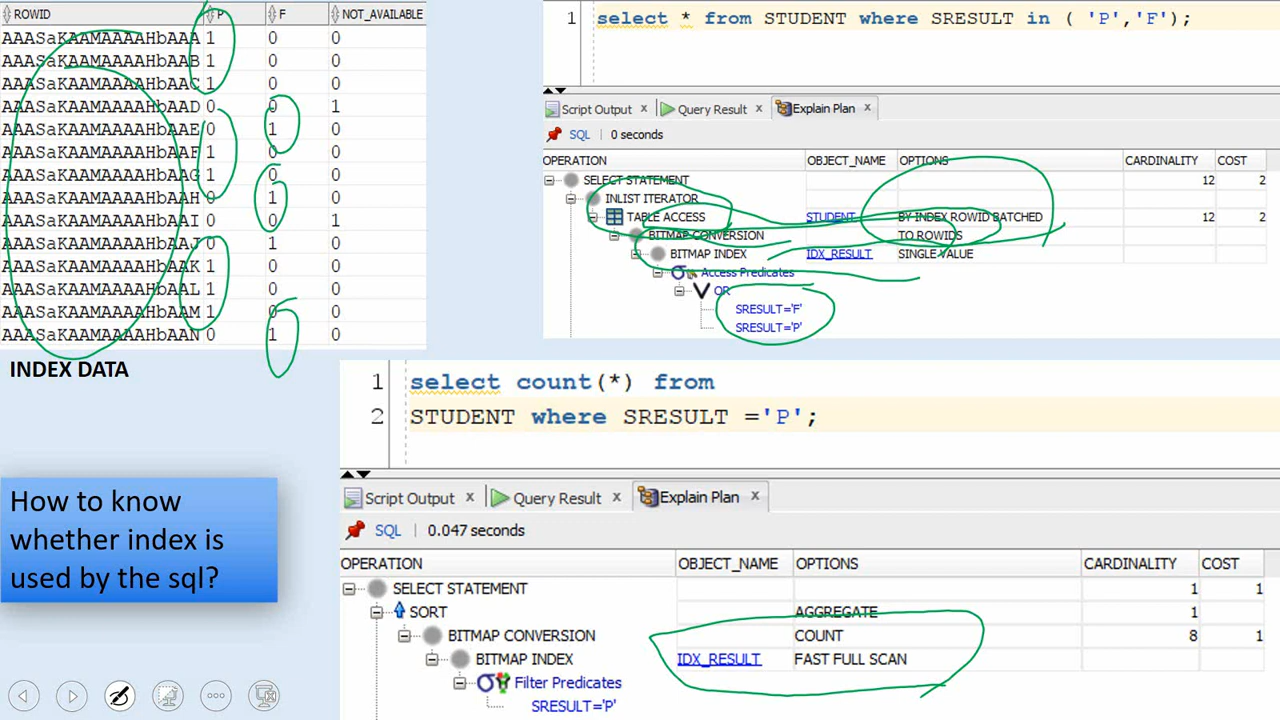 ROWID P F NOT_AVAILABLE
AAASaKAAMAAAAHbAAA 1 0 0
AAASaKAAMAAAAHbAAB 1 0 0
AAASaKAAMAAAAHbAAC 1 0 0
AAASaKAAMAAAAHbAAD 0 0 1
AAASaKAAMAAAAHbAAE 0 1 0
AAASaKAAMAAAAHbAAF 1 0 0
AAASaKAAMAAAAHbAAG 1 0 0
AAASaKAAMAAAAHbAAH 0 1 0
AAASaKAAMAAAAHbAAI 0 0 1
AAASaKAAMAAAAHbAAJ 0 1 0
AAASaKAAMAAAAHbAAK 1 0 0
AAASaKAAMAAAAHbAAL 1 0 0
AAASaKAAMAAAAHbAAM 1 0 0
AAASaKAAMAAAAHbAAN 0 1 0
INDEX DATA
1 select * from STUDENT where SRESULT in ( 'P','F');
Script Output x Query Result x Explain Plan x
SQL | 0 seconds
OPERATION OBJECT_NAME OPTIONS CARDINALITY COST
SELECT STATEMENT 12 2
INLIST ITERATOR
TABLE ACCESS STUDENT BY INDEX ROWID BATCHED 12 2
BITMAP CONVERSION TO ROWIDS
BITMAP INDEX IDX_RESULT SINGLE VALUE
Access Predicates
OR
SRESULT='F'
SRESULT='P'
1 select count(*) from
2 STUDENT where SRESULT ='P';
Script Output x Query Result x Explain Plan x
SQL | 0.047 seconds
OPERATION OBJECT_NAME OPTIONS CARDINALITY COST
SELECT STATEMENT 1 1
SORT AGGREGATE 1
BITMAP CONVERSION COUNT 8 1
BITMAP INDEX IDX_RESULT FAST FULL SCAN
Filter Predicates
SRESULT='P'
How to know
whether index is
used by the sql?